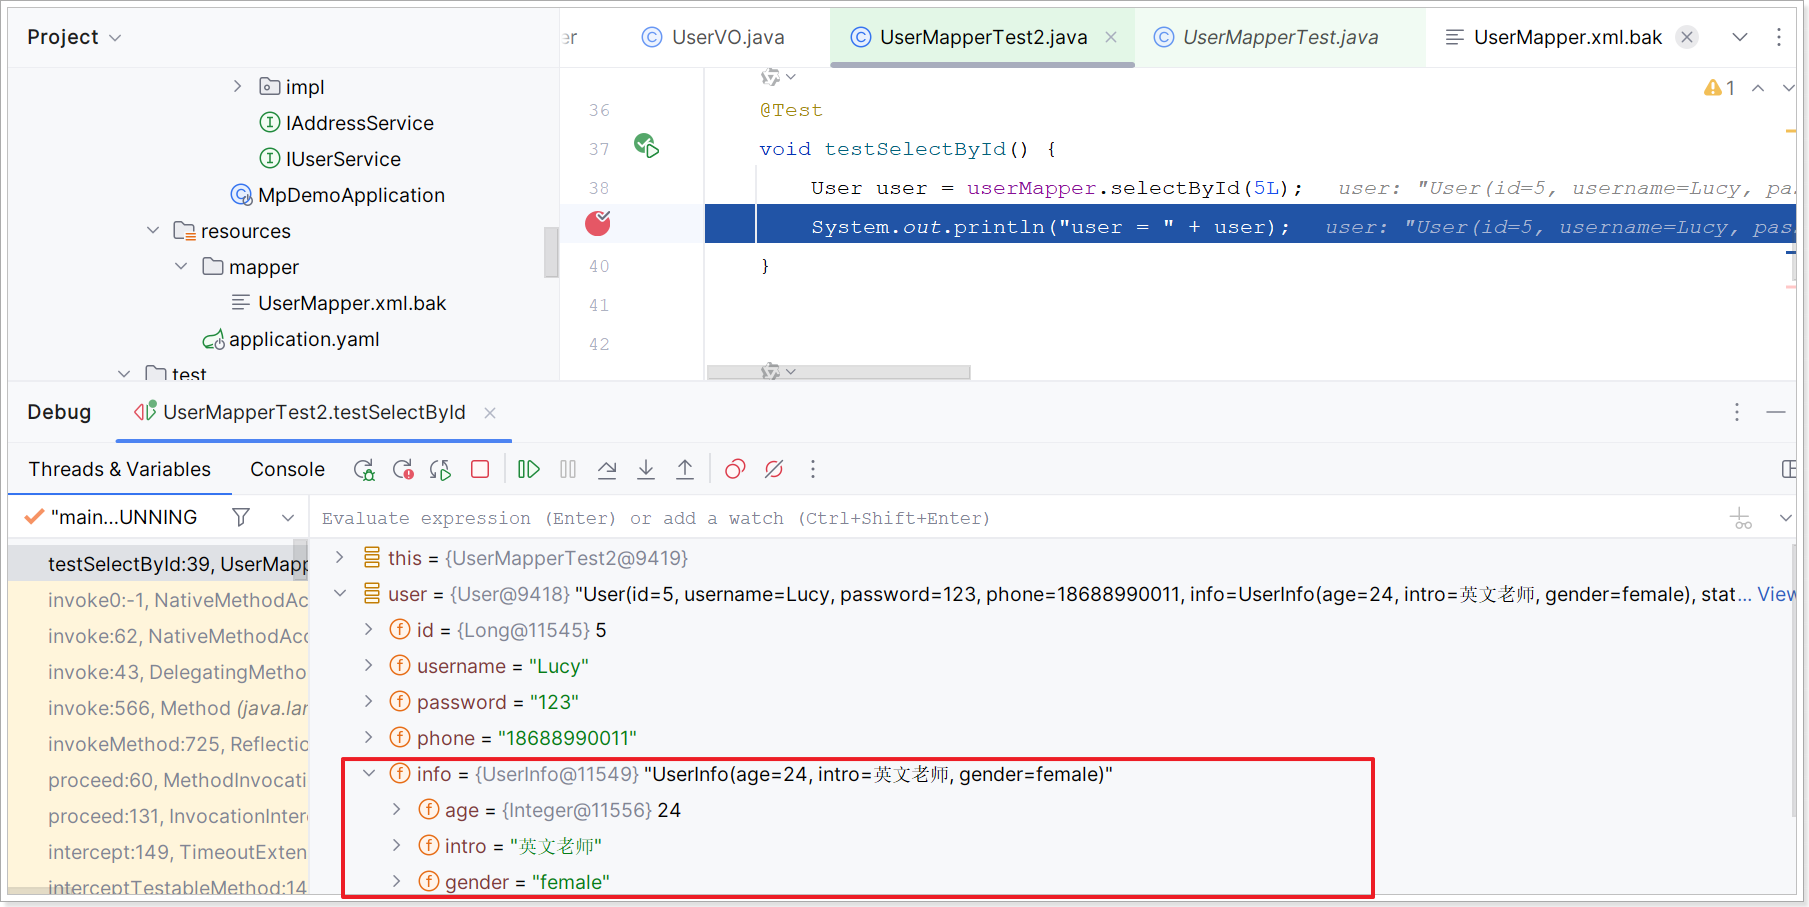 Project
er
UserVO.java
UserMapperTest2.java
UserMapperTest.java
UserMapper.xml.bak
impl
IAddressService
IUserService
MpDemoApplication
resources
mapper
UserMapper.xml.bak
application.yaml
test
1
36 @Test
37 void testSelectById() {
38 User user = userMapper.selectById(5L); user: "User(id=5, username=Lucy, pas
System.out.println("user = " + user); user: "User(id=5, username=Lucy, pas
40 }
41
42
Debug
UserMapperTest2.testSelectById
Threads & Variables
Console
"main...UNNING
Evaluate expression (Enter) or add a watch (Ctrl+Shift+Enter)
testSelectById:39, UserMapp
invoke0:-1, NativeMethodAc
invoke:62, NativeMethodAcc
invoke:43, DelegatingMetho
invoke:566, Method (java.lan
invokeMethod:725, Reflectio
proceed:60, MethodInvocati
proceed:131, InvocationInter
intercept:149, TimeoutExten
interceptTestableMethod:14
this = {UserMapperTest2@9419}
user = {User@9418} "User(id=5, username=Lucy, password=123, phone=18688990011, info=UserInfo(age=24, intro=英文老师, gender=female), stat... View
id = {Long@11545} 5
username = "Lucy"
password = "123"
phone = "18688990011"
info = {UserInfo@11549} "UserInfo(age=24, intro=英文老师, gender=female)"
age = {Integer@11556} 24
intro = "英文老师"
gender = "female"